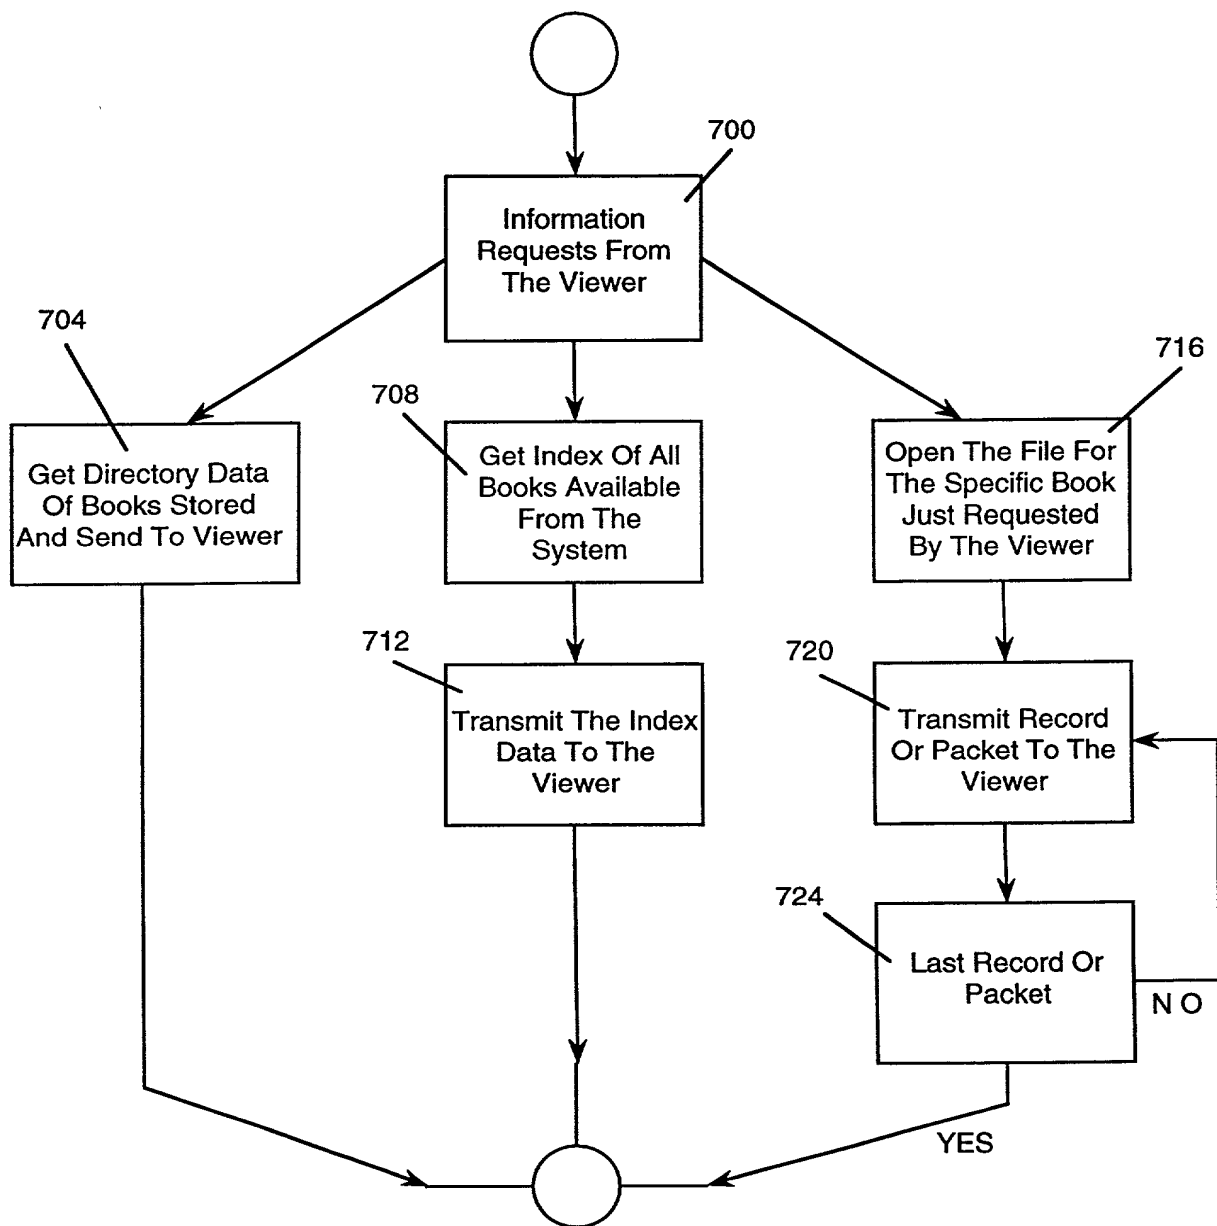 700
Information
Requests From
The Viewer
704
Get Directory Data
Of Books Stored
And Send To Viewer
708
Get Index Of All
Books Available
From The
System
716
Open The File For
The Specific Book
Just Requested
By The Viewer
712
Transmit The Index
Data To The
Viewer
720
Transmit Record
Or Packet To The
Viewer
724
Last Record Or
Packet
N O
YES